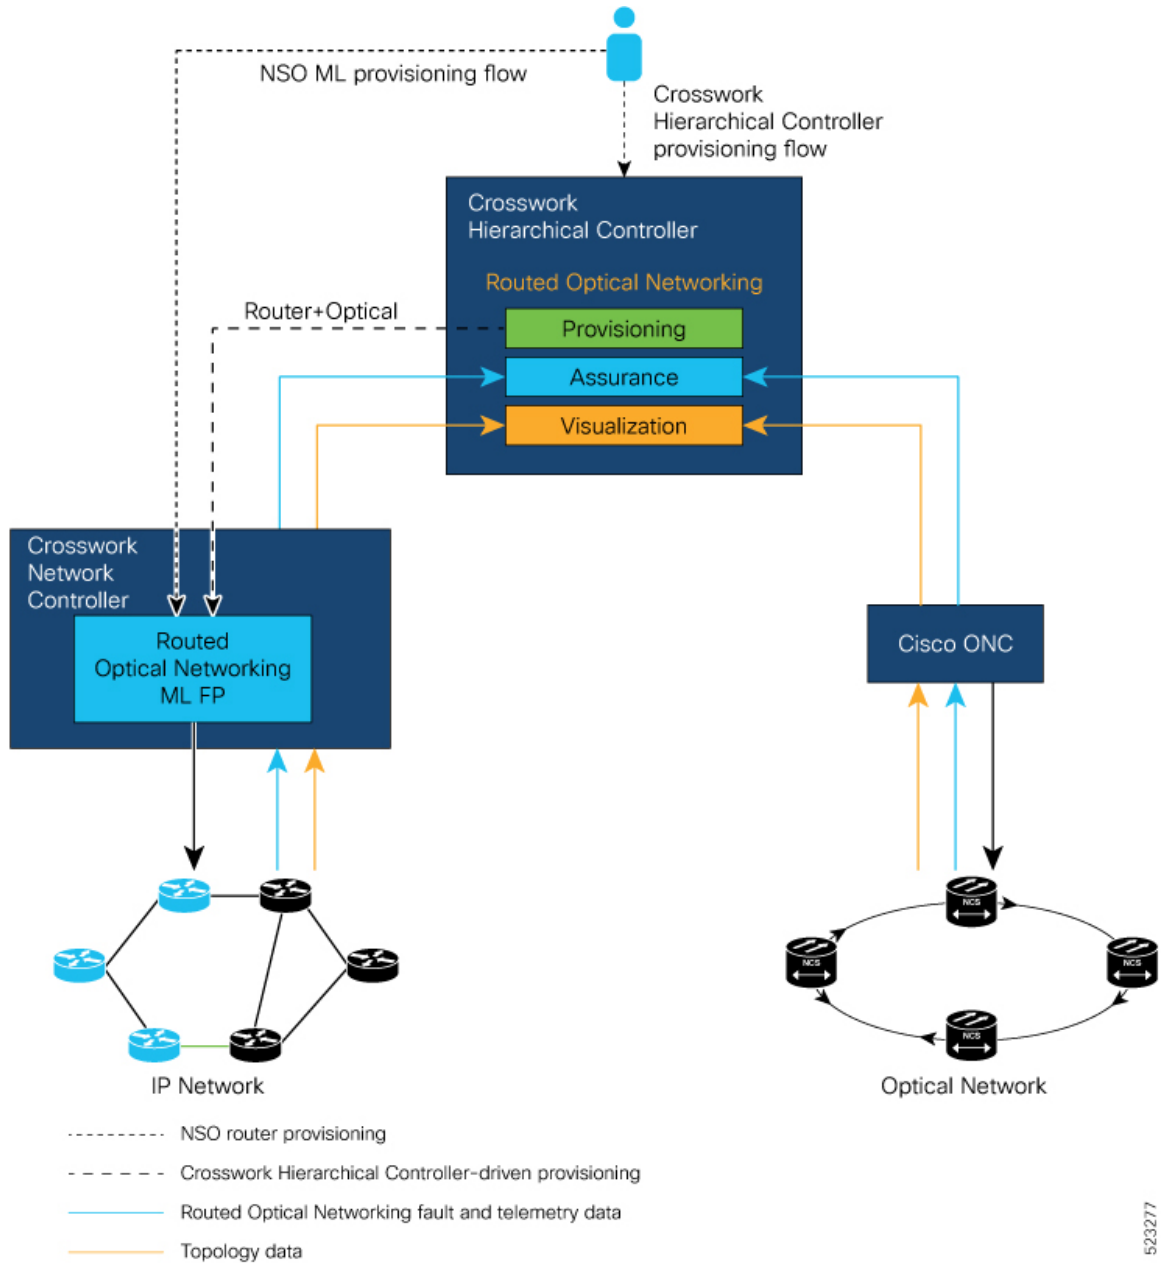 NSO ML provisioning flow
Crosswork
Hierarchical Controller
provisioning flow
Crosswork
Hierarchical Controller
Routed Optical Networking
Router+Optical
Provisioning
Assurance
Visualization
Crosswork
Network
Controller
Routed
Optical Networking
ML FP
Cisco ONC
NCS
NCS
NCS
NCS
IP Network
Optical Network
NSO router provisioning
Crosswork Hierarchical Controller-driven provisioning
Routed Optical Networking fault and telemetry data
Topology data
523277